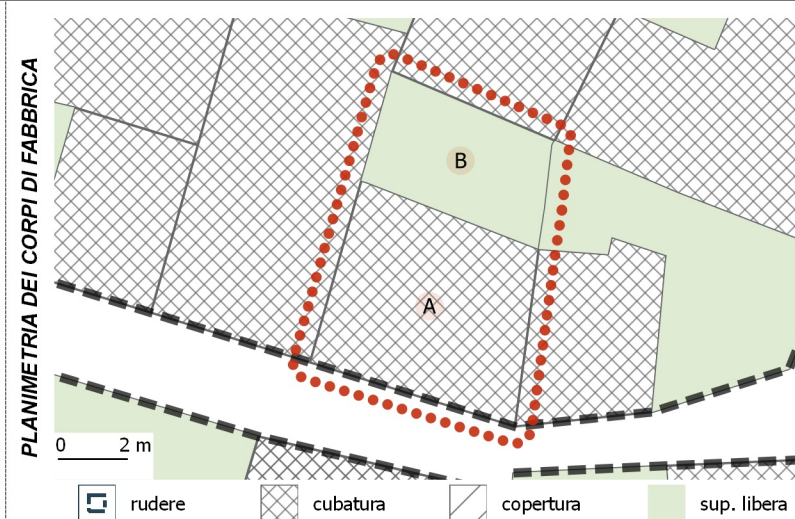 PLANIMETRIA DEI CORPI DI FABBRICA
B
A
0 2 m
rudere cubatura copertura sup. libera